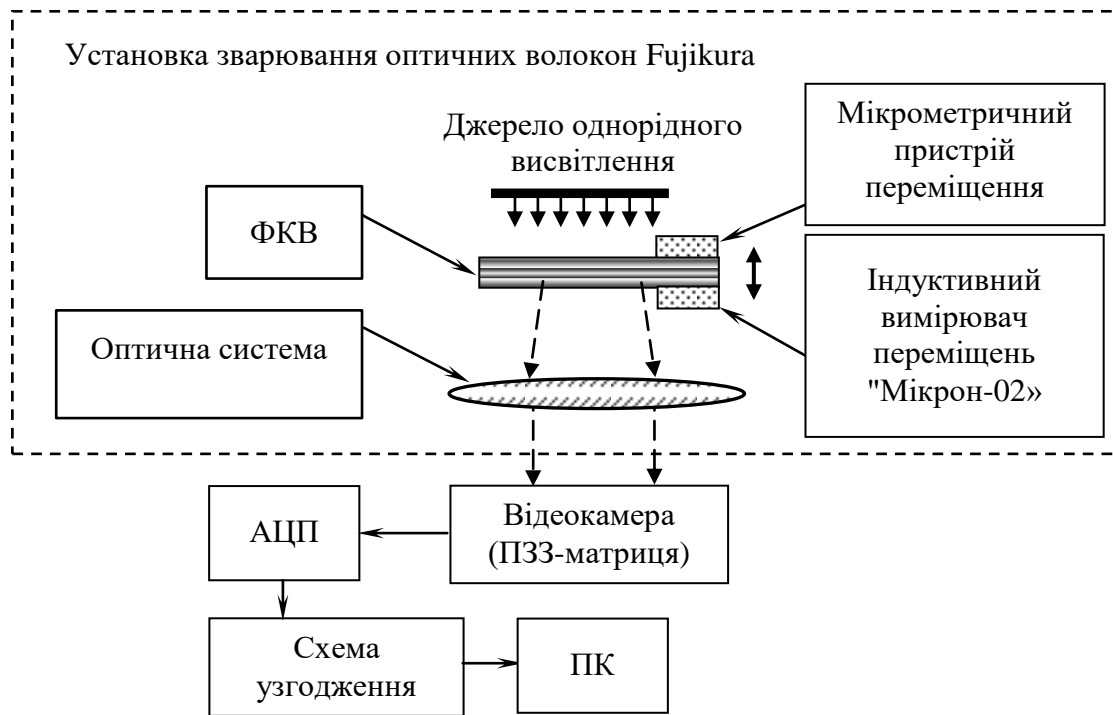 Установка зварювання оптичних волокон Fujikura
Джерело однорідного
висвітлення
Мікрометричний
пристрій
переміщення
ФКВ
Індуктивний
вимірювач
переміщень
"Мікрон-02»
Оптична система
Відеокамера
(ПЗЗ-матриця)
АЦП
Схема
узгодження
ПК